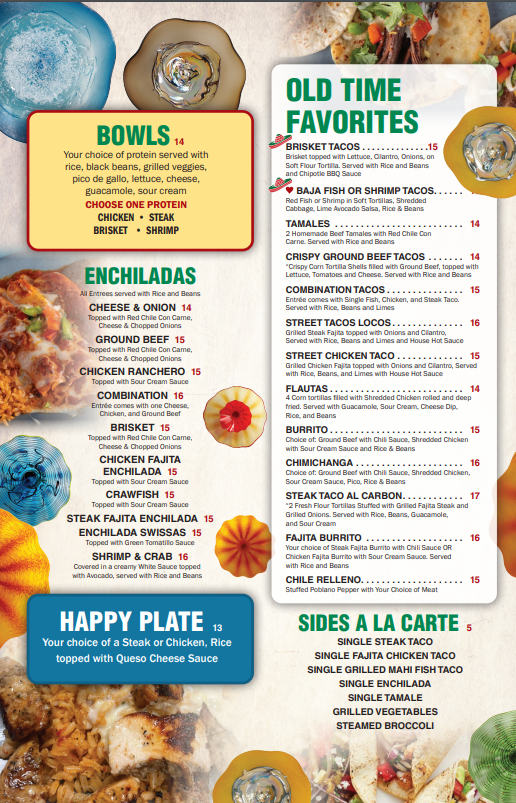 BOWLS 14
Your choice of protein served with
rice, black beans, grilled veggies,
pico de gallo, lettuce, cheese,
guacamole, sour cream
CHOOSE ONE PROTEIN
CHICKEN • STEAK
BRISKET • SHRIMP
ENCHILADAS
All Entrees served with Rice and Beans
CHEESE & ONION 14
Topped with Red Chile Con Carne,
Cheese & Chopped Onions
GROUND BEEF 15
Topped with Red Chile Con Carne,
Cheese & Chopped Onions
CHICKEN RANCHERO 15
Topped with Sour Cream Sauce
COMBINATION 16
Entrée comes with one Cheese,
Chicken, and Ground Beef
BRISKET 15
Topped with Red Chile Con Carne,
Cheese & Chopped Onions
CHICKEN FAJITA
ENCHILADA 15
Topped with Sour Cream Sauce
CRAWFISH 15
Topped with Sour Cream Sauce
STEAK FAJITA ENCHILADA 15
ENCHILADA SWISSAS 15
Topped with Green Tomatillo Sauce
SHRIMP & CRAB 16
Covered in a creamy White Sauce topped
with Avocado, served with Rice and Beans
HAPPY PLATE 13
Your choice of a Steak or Chicken, Rice
topped with Queso Cheese Sauce
OLD TIME
FAVORITES
BRISKET TACOS . . . . . . . . . . . . .15
Brisket topped with Lettuce, Cilantro, Onions, on
Soft Flour Tortilla. Served with Rice and Beans
and Chipotle BBQ Sauce
BAJA FISH OR SHRIMP TACOS. . . . . .
Red Fish or Shrimp in Soft Tortillas, Shredded
Cabbage, Lime Avocado Salsa, Rice & Beans
TAMALES . . . . . . . . . . . . . . . . . . . . 14
2 Homemade Beef Tamales with Red Chile Con
Carne. Served with Rice and Beans
CRISPY GROUND BEEF TACOS . . . . . . 14
*Crispy Corn Tortilla Shells filled with Ground Beef, topped with
Lettuce, Tomatoes and Cheese. Served with Rice and Beans
COMBINATION TACOS . . . . . . . . . . . . 15
Entrée comes with Single Fish, Chicken, and Steak Taco.
Served with Rice, Beans and Limes
STREET TACOS LOCOS . . . . . . . . . . . 16
Grilled Steak Fajita topped with Onions and Cilantro,
Served with Rice, Beans and Limes and House Hot Sauce
STREET CHICKEN TACO . . . . . . . . . . 15
Grilled Chicken Fajita topped with Onions and Cilantro, Served
with Rice, Beans, and Limes with House Hot Sauce
FLAUTAS . . . . . . . . . . . . . . . . . . . . 14
4 Corn tortillas filled with Shredded Chicken rolled and deep
fried. Served with Guacamole, Sour Cream, Cheese Dip,
Rice, and Beans
BURRITO . . . . . . . . . . . . . . . . . . . . 15
Choice of: Ground Beef with Chili Sauce, Shredded Chicken
with Sour Cream Sauce and Rice & Beans
CHIMICHANGA . . . . . . . . . . . . . . . . 16
Choice of: Ground Beef with Chili Sauce, Shredded Chicken,
Sour Cream Sauce, Pico, Rice & Beans
STEAK TACO AL CARBON. . . . . . . . . . 17
*2 Fresh Flour Tortillas Stuffed with Grilled Fajita Steak and
Grilled Onions. Served with Rice, Beans, Guacamole,
and Sour Cream
FAJITA BURRITO . . . . . . . . . . . . . . . 16
Your choice of Steak Fajita Burrito with Chili Sauce OR
Chicken Fajita Burrito with Sour Cream Sauce. Served
with Rice and Beans
CHILE RELLENO. . . . . . . . . . . . . . . . 15
Stuffed Poblano Pepper with Your Choice of Meat
SIDES A LA CARTE 5
SINGLE STEAK TACO
SINGLE FAJITA CHICKEN TACO
SINGLE GRILLED MAHI FISH TACO
SINGLE ENCHILADA
SINGLE TAMALE
GRILLED VEGETABLES
STEAMED BROCCOLI